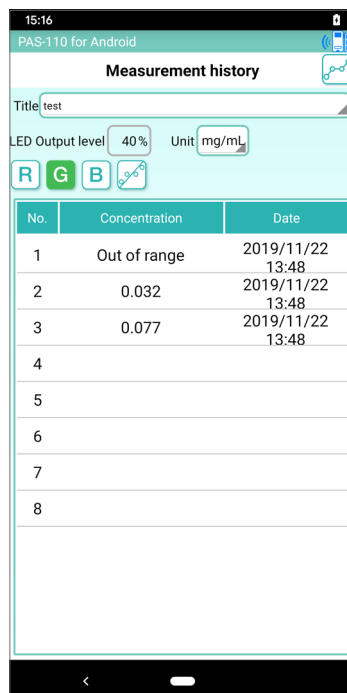 15:16
PAS-110 for Android
Measurement history
Title test
LED Output level 40% Unit mg/mL
R G B
No. Concentration Date
1 Out of range 2019/11/22 13:48
2 0.032 2019/11/22 13:48
3 0.077 2019/11/22 13:48
4
5
6
7
8